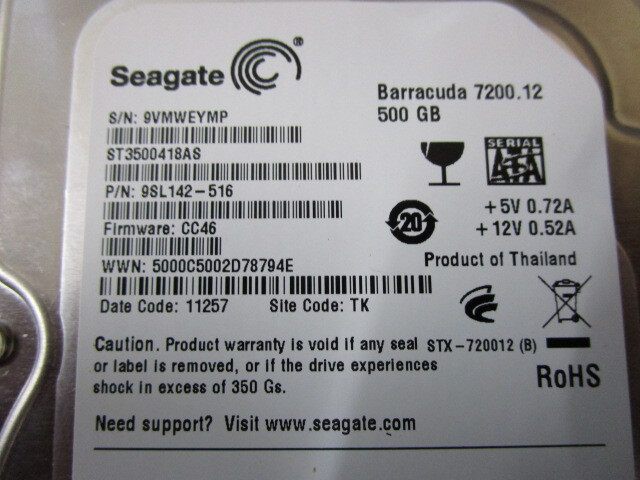 Seagate ®
Barracuda 7200.12
500 GB
S/N: 9VMWEYMP
ST3500418AS
SERIAL
ATA
P/N: 9SL142-516
20
+5V 0.72A
+12V 0.52A
Firmware: CC46
Product of Thailand
WWN: 5000C5002D78794E
Date Code: 11257 Site Code: TK
Caution. Product warranty is void if any seal
or label is removed, or if the drive experiences
shock in excess of 350 Gs.
STX-720012 (B)
RoHS
Need support? Visit www.seagate.com